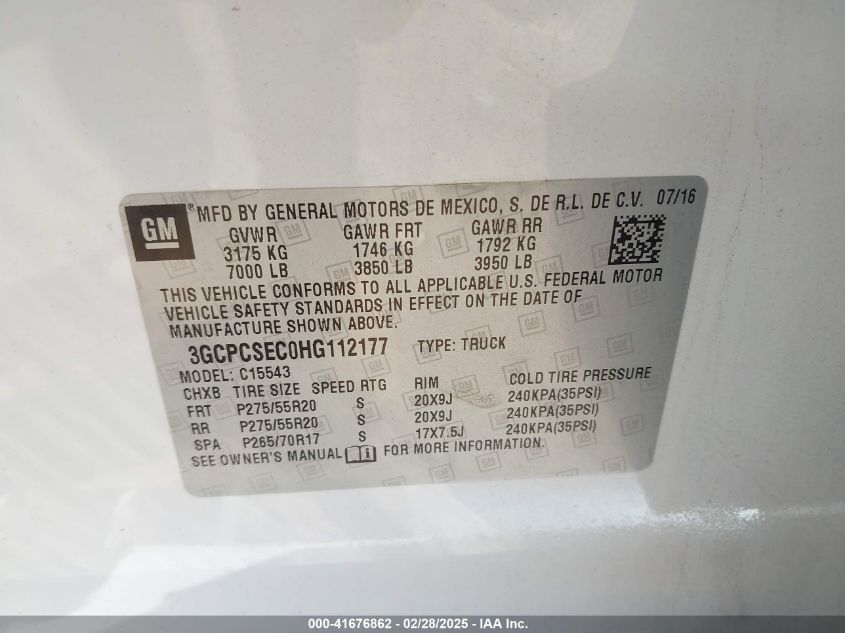 GM ® MFD BY GENERAL MOTORS DE MEXICO, S. DE R.L. DE C.V. 07/16
GVWR GAWR FRT GAWR RR
3175 KG 1746 KG 1792 KG
7000 LB 3850 LB 3950 LB
THIS VEHICLE CONFORMS TO ALL APPLICABLE U.S. FEDERAL MOTOR
VEHICLE SAFETY STANDARDS IN EFFECT ON THE DATE OF
MANUFACTURE SHOWN ABOVE.
3GCPCSEC0HG112177 TYPE: TRUCK
MODEL: C15543
CHXB TIRE SIZE SPEED RTG RIM COLD TIRE PRESSURE
FRT P275/55R20 S 20X9J 240KPA(35PSI)
RR P275/55R20 S 20X9J 240KPA(35PSI)
SPA P265/70R17 S 17X7.5J 240KPA(35PSI)
SEE OWNER'S MANUAL FOR MORE INFORMATION.
000-41676862 - 02/28/2025 - IAA Inc.